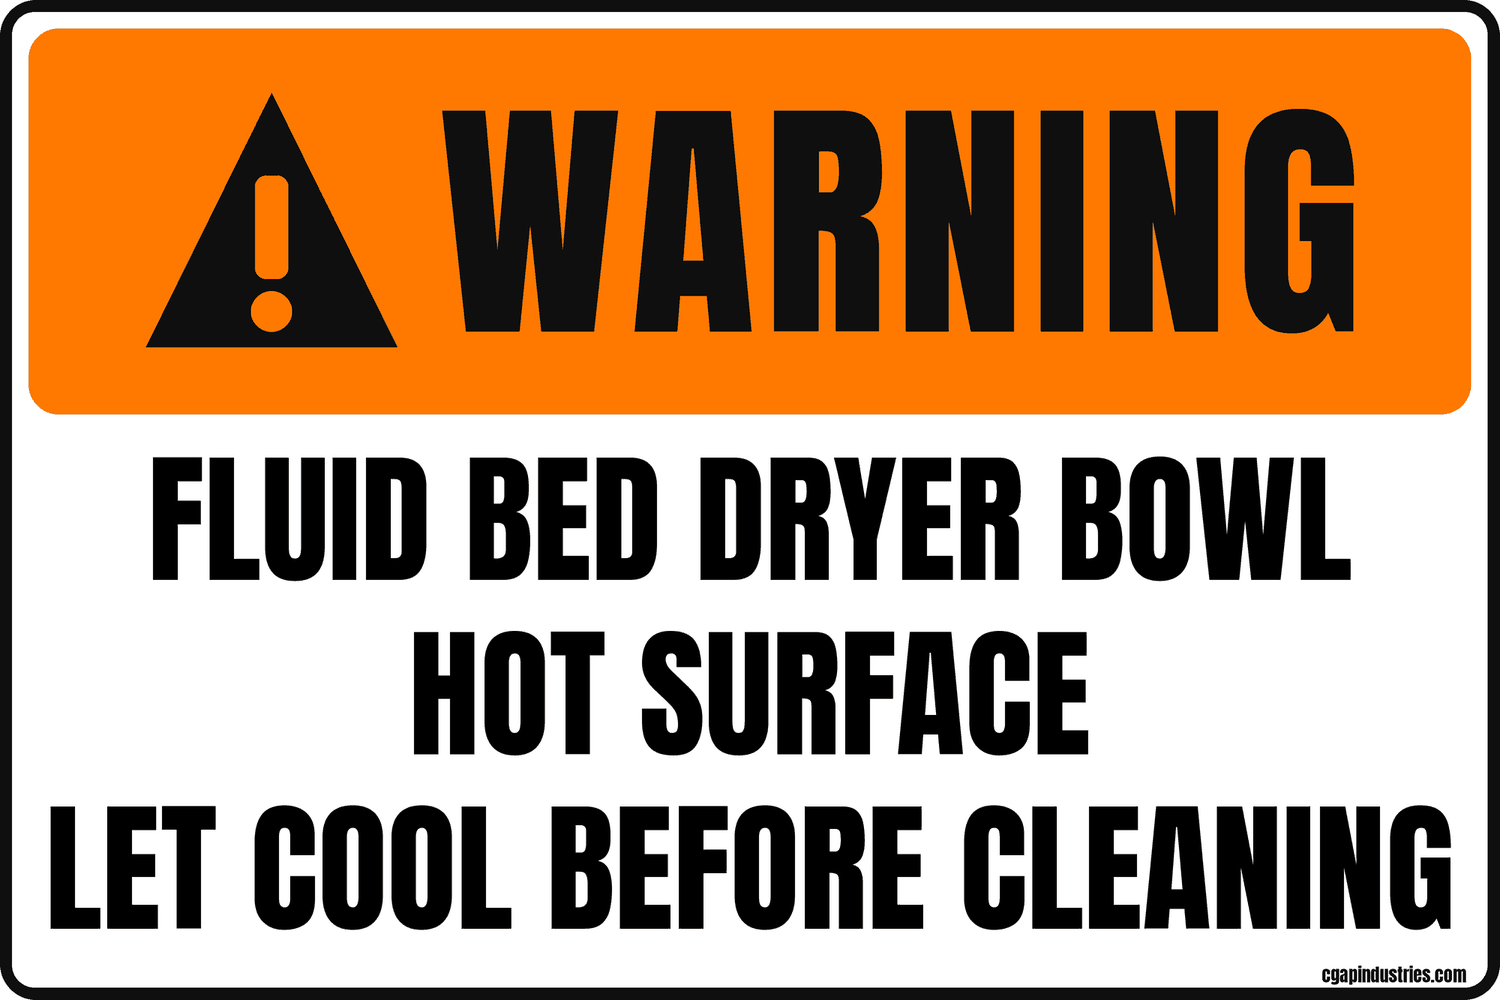 WARNING
FLUID BED DRYER BOWL
HOT SURFACE
LET COOL BEFORE CLEANING
cgapindustries.com